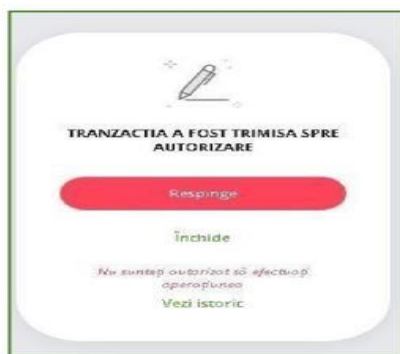 TRANZACTIA A FOST TRIMISA SPRE
AUTORIZARE
Respinge
Închide
Nu sunteți autorizat să efectuați
operațiunea
Vezi istoric